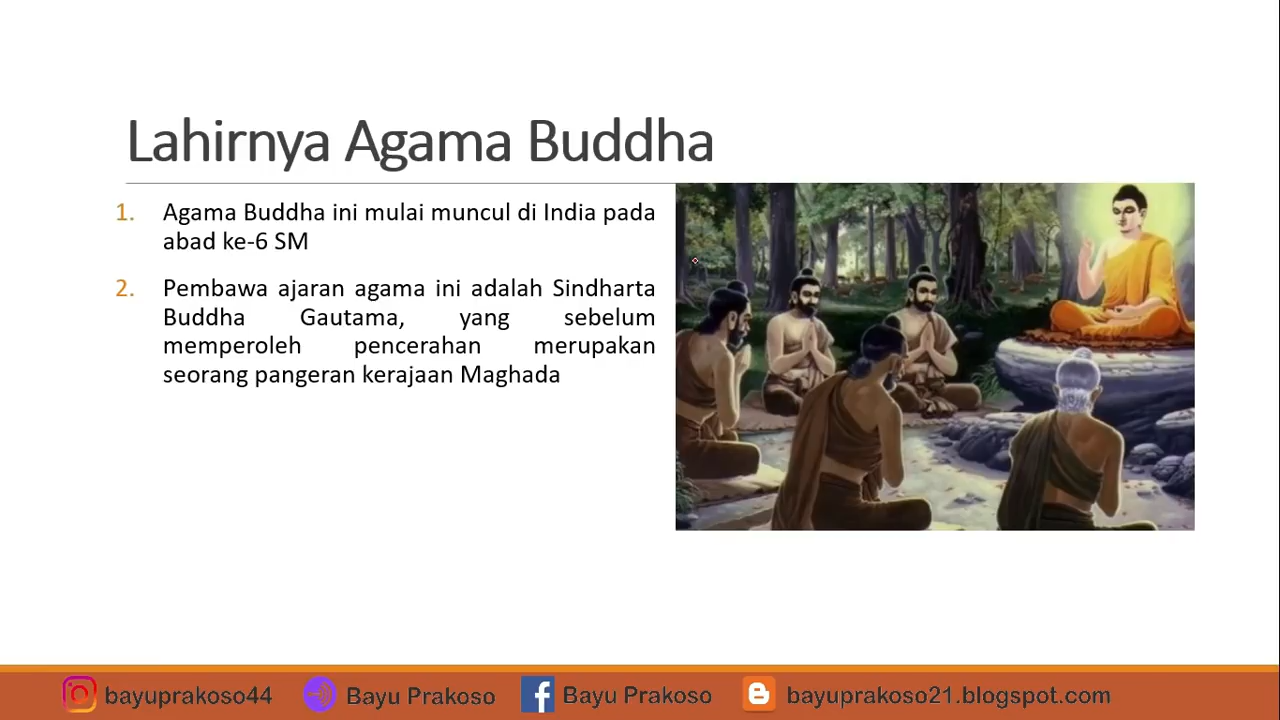 Lahirnya Agama Buddha
1. Agama Buddha ini mulai muncul di India pada
abad ke-6 SM
2. Pembawa ajaran agama ini adalah Sindharta
Buddha Gautama, yang sebelum
memperoleh pencerahan merupakan
seorang pangeran kerajaan Maghada
bayuprakoso44 Bayu Prakoso Bayu Prakoso bayuprakoso21.blogspot.com